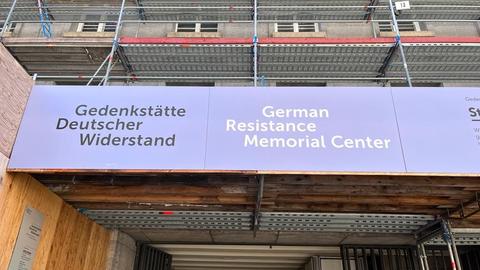 Gedenkstätte
Deutscher
Widerstand
German
Resistance
Memorial Center